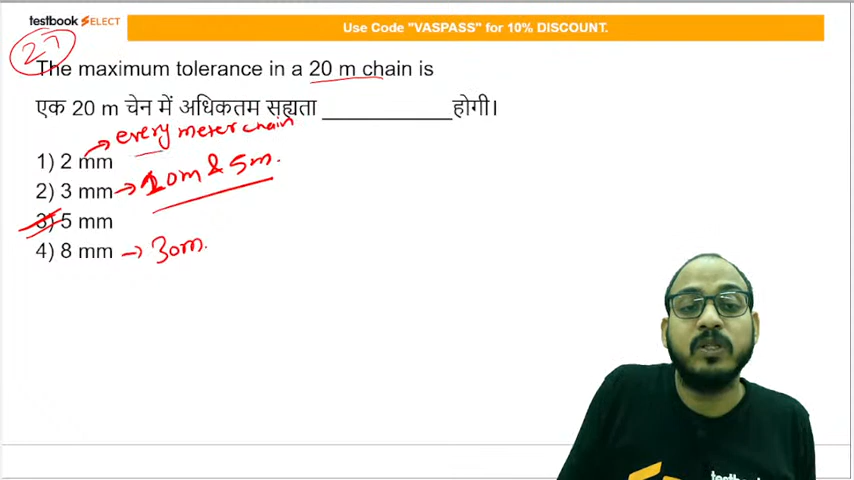 testbook SELECT
Use Code "VASPASS" for 10% DISCOUNT.
27
The maximum tolerance in a 20 m chain is
एक 20 m चेन में अधिकतम सह्यता __________ होगी।
every meter chain
1) 2 mm
2) 3 mm → 10m & 5m.
3) 5 mm
4) 8 mm → 30m.
testbook